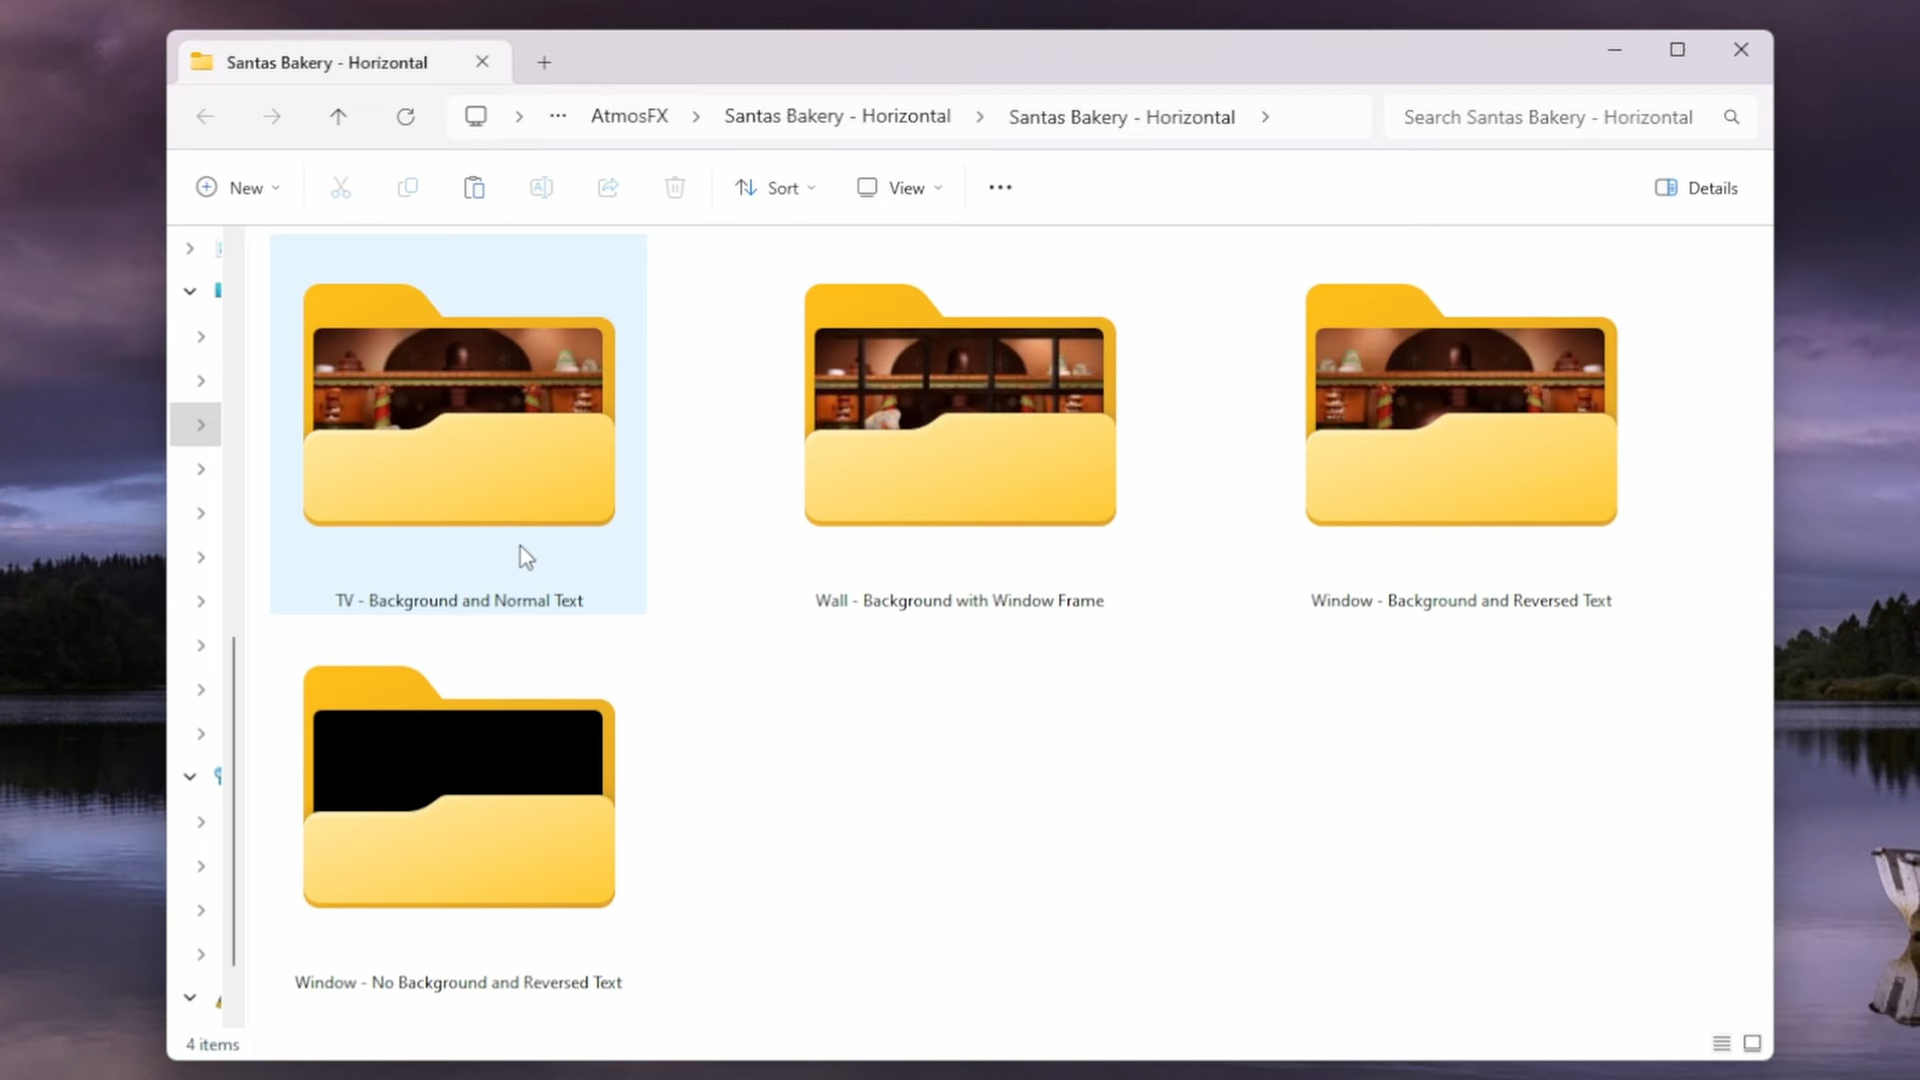 Santas Bakery - Horizontal
AtmosFX
Santas Bakery - Horizontal
Santas Bakery - Horizontal
Search Santas Bakery - Horizontal
New
Sort
View
Details
TV - Background and Normal Text
Wall - Background with Window Frame
Window - Background and Reversed Text
Window - No Background and Reversed Text
4 items